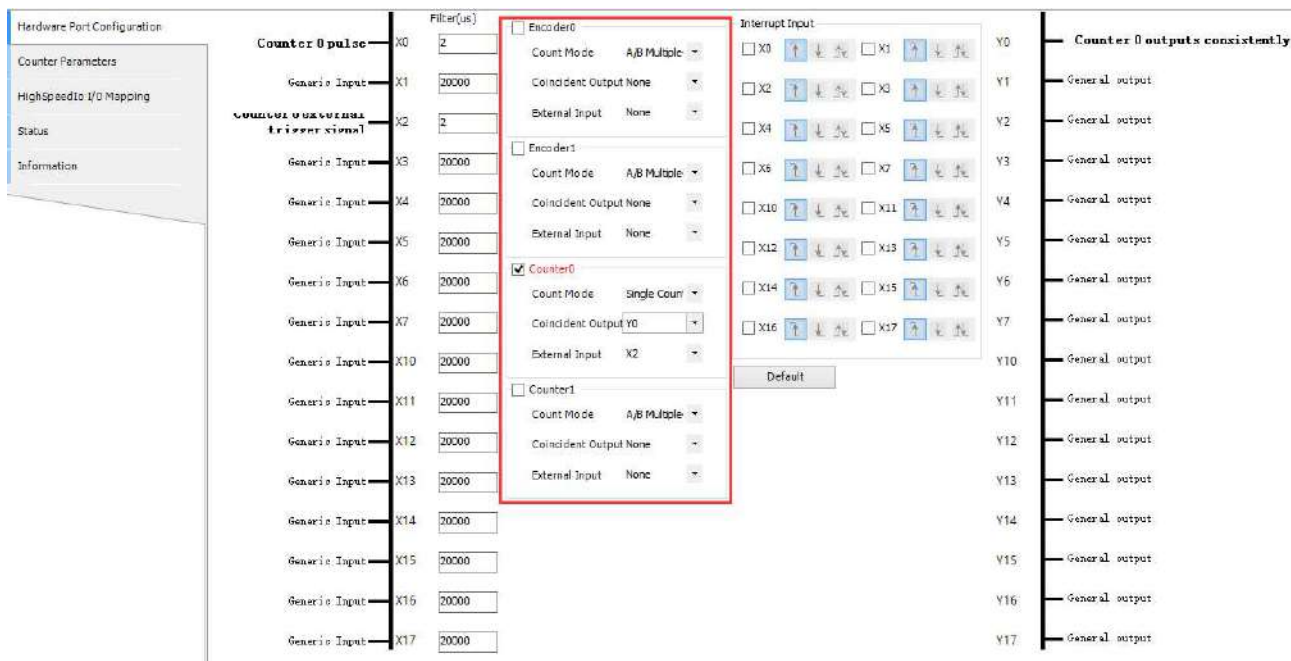 Hardware Port Configuration
Counter Parameters
HighSpeedIo I/O Mapping
Status
Information
Filter(us)
Counter 0 pulse X0 2
Generic Input X1 20000
Counter 0 external
trigger signal X2 2
Generic Input X3 20000
Generic Input X4 20000
Generic Input X5 20000
Generic Input X6 20000
Generic Input X7 20000
Generic Input X10 20000
Generic Input X11 20000
Generic Input X12 20000
Generic Input X13 20000
Generic Input X14 20000
Generic Input X15 20000
Generic Input X16 20000
Generic Input X17 20000
Encoder0
Count Mode A/B Multiple
Coincident Output None
External Input None
Encoder1
Count Mode A/B Multiple
Coincident Output None
External Input None
Counter0
Count Mode Single Coun
Coincident Output Y0
External Input X2
Counter1
Count Mode A/B Multiple
Coincident Output None
External Input None
Interrupt Input
X0 X1
X2 X3
X4 X5
X6 X7
X10 X11
X12 X13
X14 X15
X16 X17
Default
Y0 Counter 0 outputs consistently
Y1 General output
Y2 General output
Y3 General output
Y4 General output
Y5 General output
Y6 General output
Y7 General output
Y10 General output
Y11 General output
Y12 General output
Y13 General output
Y14 General output
Y15 General output
Y16 General output
Y17 General output